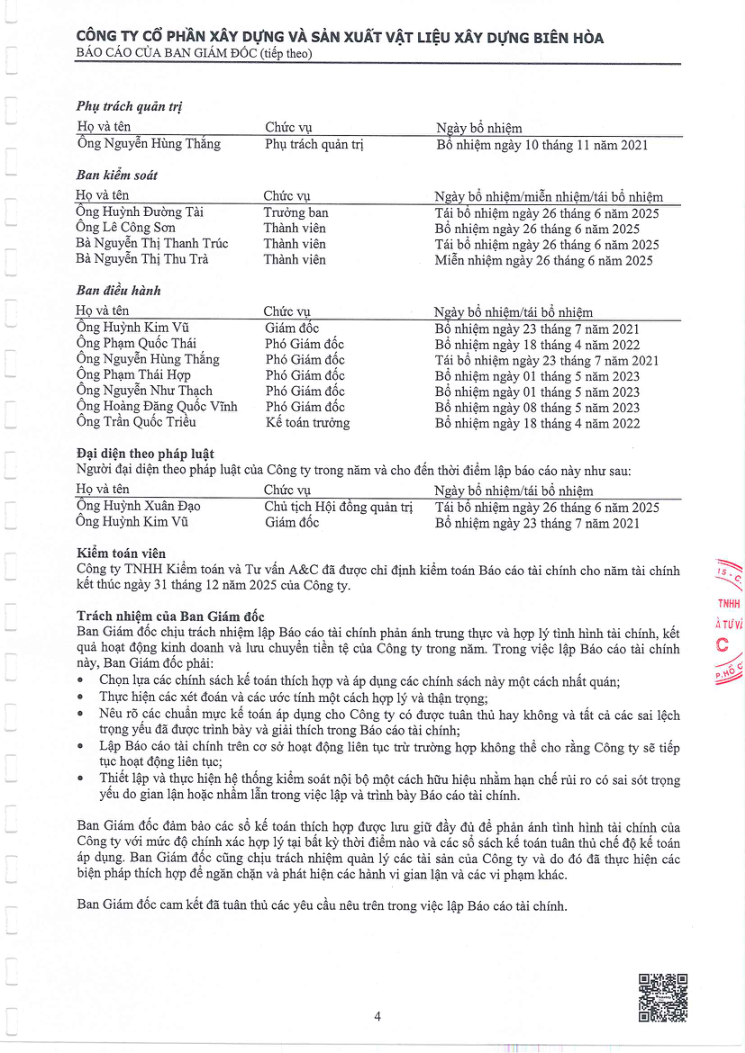 CÔNG TY CỔ PHẦN XÂY DỰNG VÀ SẢN XUẤT VẬT LIỆU XÂY DỰNG BIÊN HÒA
BÁO CÁO CỦA BAN GIÁM ĐỐC (tiếp theo)
Phụ trách quản trị
Họ và tên Chức vụ Ngày bổ nhiệm
Ông Nguyễn Hùng Thắng Phụ trách quản trị Bổ nhiệm ngày 10 tháng 11 năm 2021
Ban kiểm soát
Họ và tên Chức vụ Ngày bổ nhiệm/miễn nhiệm/tái bổ nhiệm
Ông Huỳnh Đường Tài Trưởng ban Tái bổ nhiệm ngày 26 tháng 6 năm 2025
Ông Lê Công Sơn Thành viên Bổ nhiệm ngày 26 tháng 6 năm 2025
Bà Nguyễn Thị Thanh Trúc Thành viên Tái bổ nhiệm ngày 26 tháng 6 năm 2025
Bà Nguyễn Thị Thu Trà Thành viên Miễn nhiệm ngày 26 tháng 6 năm 2025
Ban điều hành
Họ và tên Chức vụ Ngày bổ nhiệm/tái bổ nhiệm
Ông Huỳnh Kim Vũ Giám đốc Bổ nhiệm ngày 23 tháng 7 năm 2021
Ông Phạm Quốc Thái Phó Giám đốc Bổ nhiệm ngày 18 tháng 4 năm 2022
Ông Nguyễn Hùng Thắng Phó Giám đốc Tái bổ nhiệm ngày 23 tháng 7 năm 2021
Ông Phạm Thái Hợp Phó Giám đốc Bổ nhiệm ngày 01 tháng 5 năm 2023
Ông Nguyễn Như Thạch Phó Giám đốc Bổ nhiệm ngày 01 tháng 5 năm 2023
Ông Hoàng Đăng Quốc Vĩnh Phó Giám đốc Bổ nhiệm ngày 08 tháng 5 năm 2023
Ông Trần Quốc Triều Kế toán trưởng Bổ nhiệm ngày 18 tháng 4 năm 2022
Đại diện theo pháp luật
Người đại diện theo pháp luật của Công ty trong năm và cho đến thời điểm lập báo cáo này như sau:
Họ và tên Chức vụ Ngày bổ nhiệm/tái bổ nhiệm
Ông Huỳnh Xuân Đạo Chủ tịch Hội đồng quản trị Tái bổ nhiệm ngày 26 tháng 6 năm 2025
Ông Huỳnh Kim Vũ Giám đốc Bổ nhiệm ngày 23 tháng 7 năm 2021
Kiểm toán viên
Công ty TNHH Kiểm toán và Tư vấn A&C đã được chỉ định kiểm toán Báo cáo tài chính cho năm tài chính
kết thúc ngày 31 tháng 12 năm 2025 của Công ty.
Trách nhiệm của Ban Giám đốc
Ban Giám đốc chịu trách nhiệm lập Báo cáo tài chính phản ánh trung thực và hợp lý tình hình tài chính, kết
quả hoạt động kinh doanh và lưu chuyển tiền tệ của Công ty trong năm. Trong việc lập Báo cáo tài chính
này, Ban Giám đốc phải:
• Chọn lựa các chính sách kế toán thích hợp và áp dụng các chính sách này một cách nhất quán;
• Thực hiện các xét đoán và các ước tính một cách hợp lý và thận trọng;
• Nêu rõ các chuẩn mực kế toán áp dụng cho Công ty có được tuân thủ hay không và tất cả các sai lệch
trọng yếu đã được trình bày và giải thích trong Báo cáo tài chính;
• Lập Báo cáo tài chính trên cơ sở hoạt động liên tục trừ trường hợp không thể cho rằng Công ty sẽ tiếp
tục hoạt động liên tục;
• Thiết lập và thực hiện hệ thống kiểm soát nội bộ một cách hữu hiệu nhằm hạn chế rủi ro có sai sót trọng
yếu do gian lận hoặc nhầm lẫn trong việc lập và trình bày Báo cáo tài chính.
Ban Giám đốc đảm bảo các sổ kế toán thích hợp được lưu giữ đầy đủ để phản ánh tình hình tài chính của
Công ty với mức độ chính xác hợp lý tại bất kỳ thời điểm nào và các sổ sách kế toán tuân thủ chế độ kế toán
áp dụng. Ban Giám đốc cũng chịu trách nhiệm quản lý các tài sản của Công ty và do đó đã thực hiện các
biện pháp thích hợp để ngăn chặn và phát hiện các hành vi gian lận và các vi phạm khác.
Ban Giám đốc cam kết đã tuân thủ các yêu cầu nêu trên trong việc lập Báo cáo tài chính.
TNHH
À TƯ VẤ
C
P.HỒ C
4